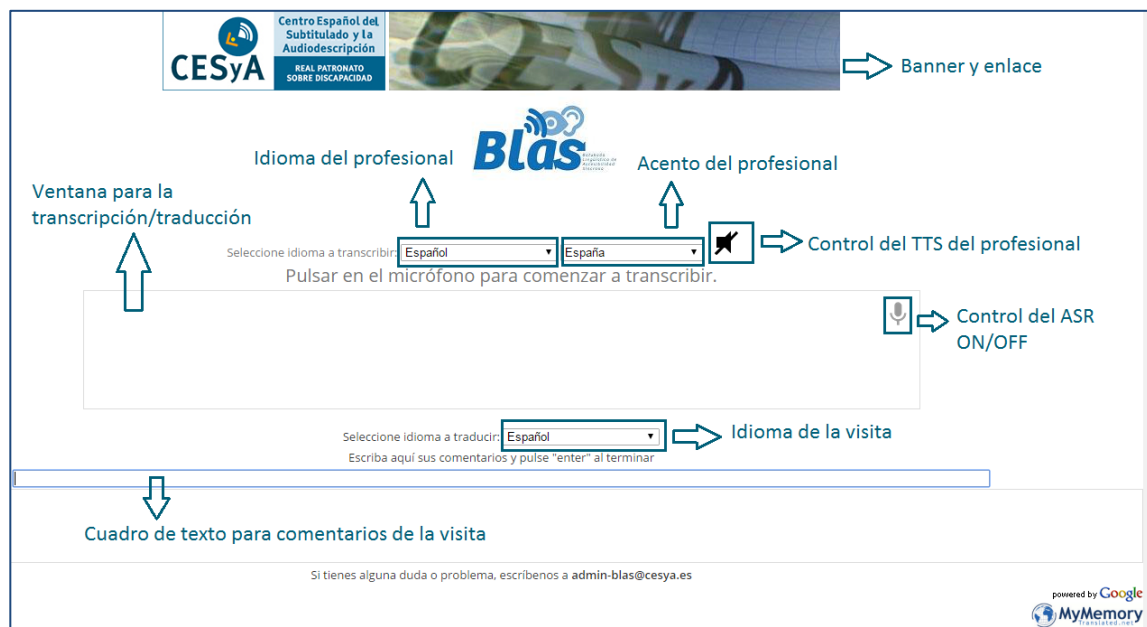 CESyA
Centro Español del
Subtitulado y la
Audiodescripción
REAL PATRONATO
SOBRE DISCAPACIDAD
Banner y enlace
Blas
Idioma del profesional
Acento del profesional
Ventana para la
transcripción/traducción
Seleccione idioma a transcribir: Español España
Control del TTS del profesional
Pulsar en el micrófono para comenzar a transcribir.
Control del ASR
ON/OFF
Seleccione idioma a traducir: Español
Idioma de la visita
Escriba aquí sus comentarios y pulse "enter" al terminar
Cuadro de texto para comentarios de la visita
Si tienes alguna duda o problema, escríbenos a admin-blas@cesya.es
powered by Google
MyMemory
Translated.net